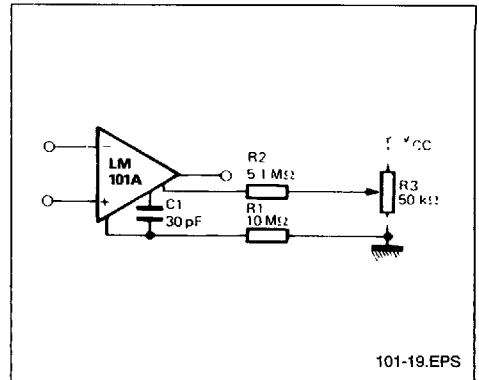 VCC
R2
5.1 MΩ
LM
101A
R3
50 kΩ
C1
30 pF
R1
10 MΩ
101-19.EPS